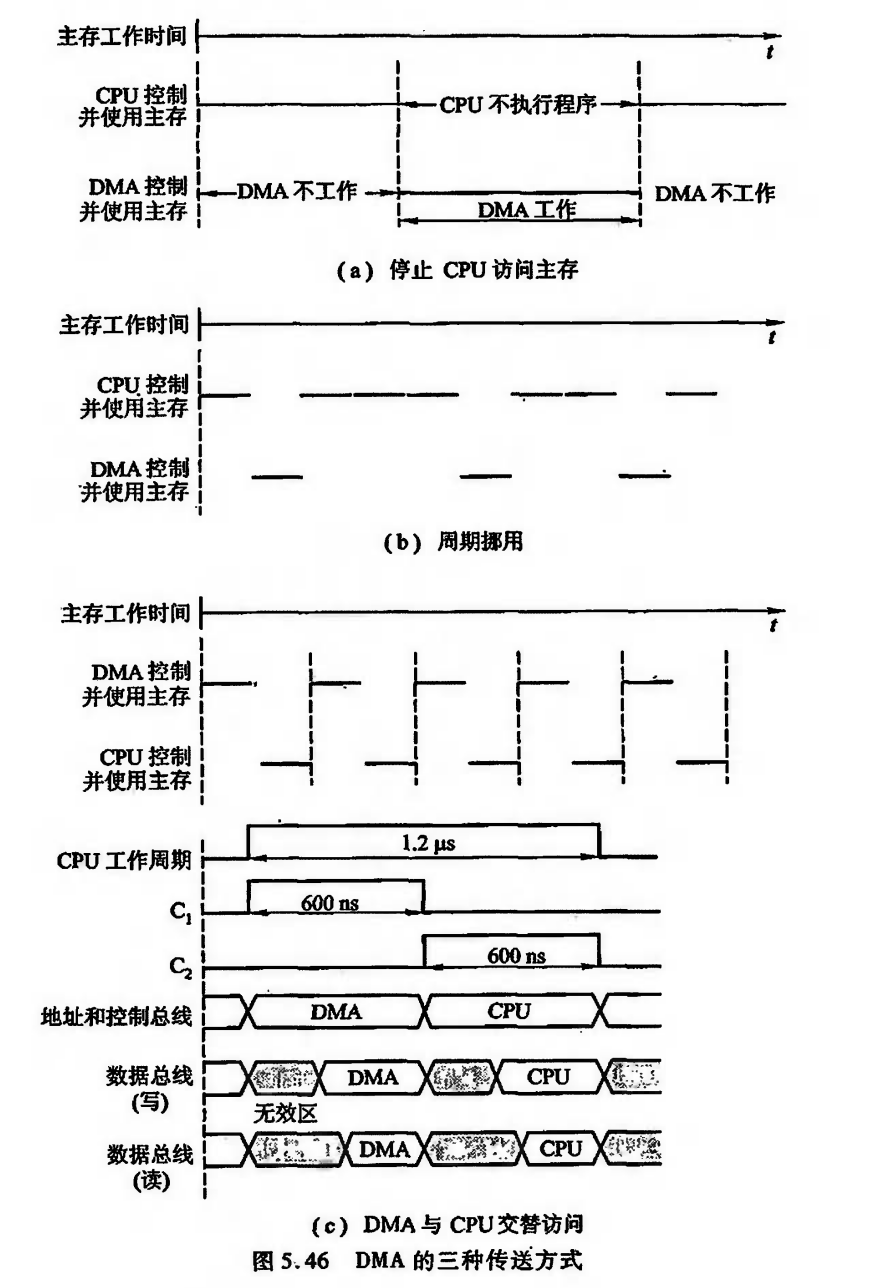 主存工作时间
t
CPU 控制
并使用主存
CPU 不执行程序
DMA 控制
并使用主存
DMA 不工作
DMA 工作
DMA 不工作
(a) 停止 CPU 访问主存
主存工作时间
t
CPU 控制
并使用主存
DMA 控制
并使用主存
(b) 周期挪用
主存工作时间
t
DMA 控制
并使用主存
CPU 控制
并使用主存
CPU 工作周期
1.2 μs
C₁
600 ns
C₂
600 ns
地址和控制总线
DMA
CPU
数据总线
(写)
DMA
CPU
无效区
数据总线
(读)
DMA
CPU
(c) DMA 与 CPU 交替访问
图 5.46 DMA 的三种传送方式